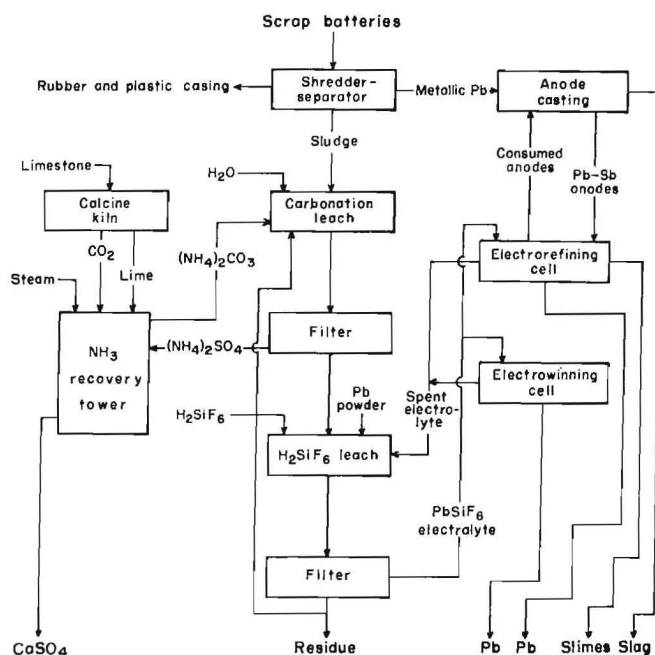 Scrap batteries
Rubber and plastic casing
Shredder-
separator
Metallic Pb
Anode
casting
Sludge
Limestone
H2O
Consumed
anodes
Pb-Sb
anodes
Calcine
kiln
Carbonation
leach
CO2
(NH4)2CO3
Steam
Lime
Electrorefining
cell
NH3
recovery
tower
(NH4)2SO4
Filter
Electrowinning
cell
Pb
powder
Spent
electro-
lyte
H2SiF6
H2SiF6 leach
PbSiF6
electralyte
Filter
CaSO4
Residue
Pb
Pb
Slimes
Slag